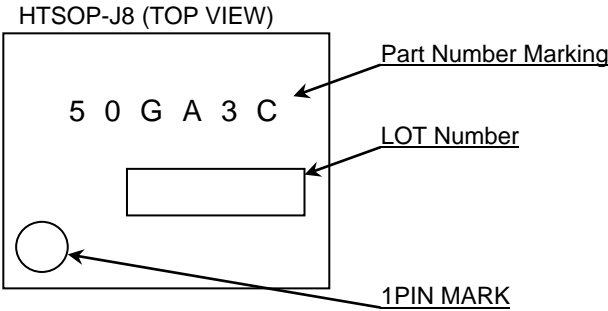 HTSOP-J8 (TOP VIEW)
Part Number Marking
5 0 G A 3 C
LOT Number
1PIN MARK